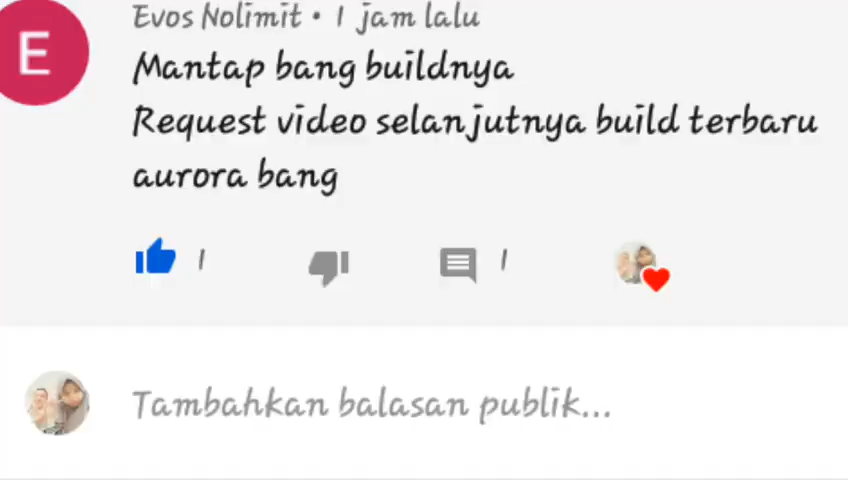 E
Evos Nolimit • 1 jam lalu
Mantap bang buildnya
Request video selanjutnya build terbaru
aurora bang
1
1
Tambahkan balasan publik...